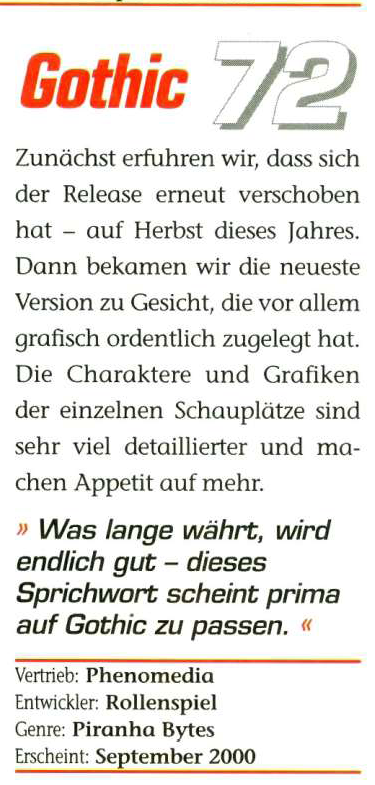 Gothic 72
Zunächst erfuhren wir, dass sich
der Release erneut verschoben
hat – auf Herbst dieses Jahres.
Dann bekamen wir die neueste
Version zu Gesicht, die vor allem
grafisch ordentlich zugelegt hat.
Die Charaktere und Grafiken
der einzelnen Schauplätze sind
sehr viel detaillierter und ma-
chen Appetit auf mehr.
» Was lange währt, wird
endlich gut – dieses
Sprichwort scheint prima
auf Gothic zu passen. «
Vertrieb: Phenomedia
Entwickler: Rollenspiel
Genre: Piranha Bytes
Erscheint: September 2000